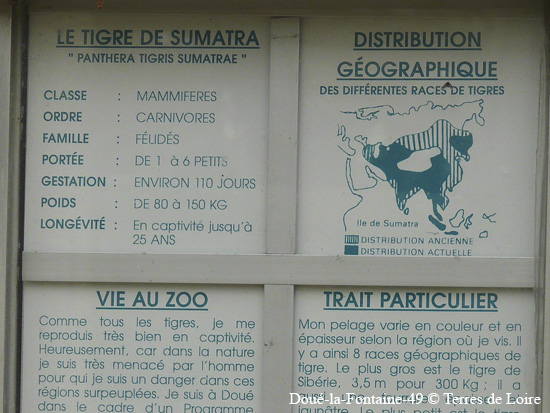 LE TIGRE DE SUMATRA
" PANTHERA TIGRIS SUMATRAE "
CLASSE : MAMMIFERES
ORDRE : CARNIVORES
FAMILLE : FÉLIDÉS
PORTÉE : DE 1 à 6 PETITS
GESTATION : ENVIRON 110 JOURS
POIDS : DE 80 à 150 KG
LONGÉVITÉ : En captivité jusqu'à
25 ANS
DISTRIBUTION
GÉOGRAPHIQUE
DES DIFFÉRENTES RACES DE TIGRES
Ile de Sumatra
DISTRIBUTION ANCIENNE
DISTRIBUTION ACTUELLE
VIE AU ZOO
Comme tous les tigres, je me
reproduis très bien en captivité.
Heureusement, car dans la nature
je suis très menacé par l'homme
pour qui je suis un danger dans ces
régions surpeuplées. Je suis à Doué
dans le cadre d'un Programme
TRAIT PARTICULIER
Mon pelage varie en couleur et en
épaisseur selon la région où je vis. Il
y a ainsi 8 races géographiques de
tigre. Le plus gros est le tigre de
Sibérie, 3,5 m pour 300 Kg ; il a
Doué-la-Fontaine-49 © Terres de Loire